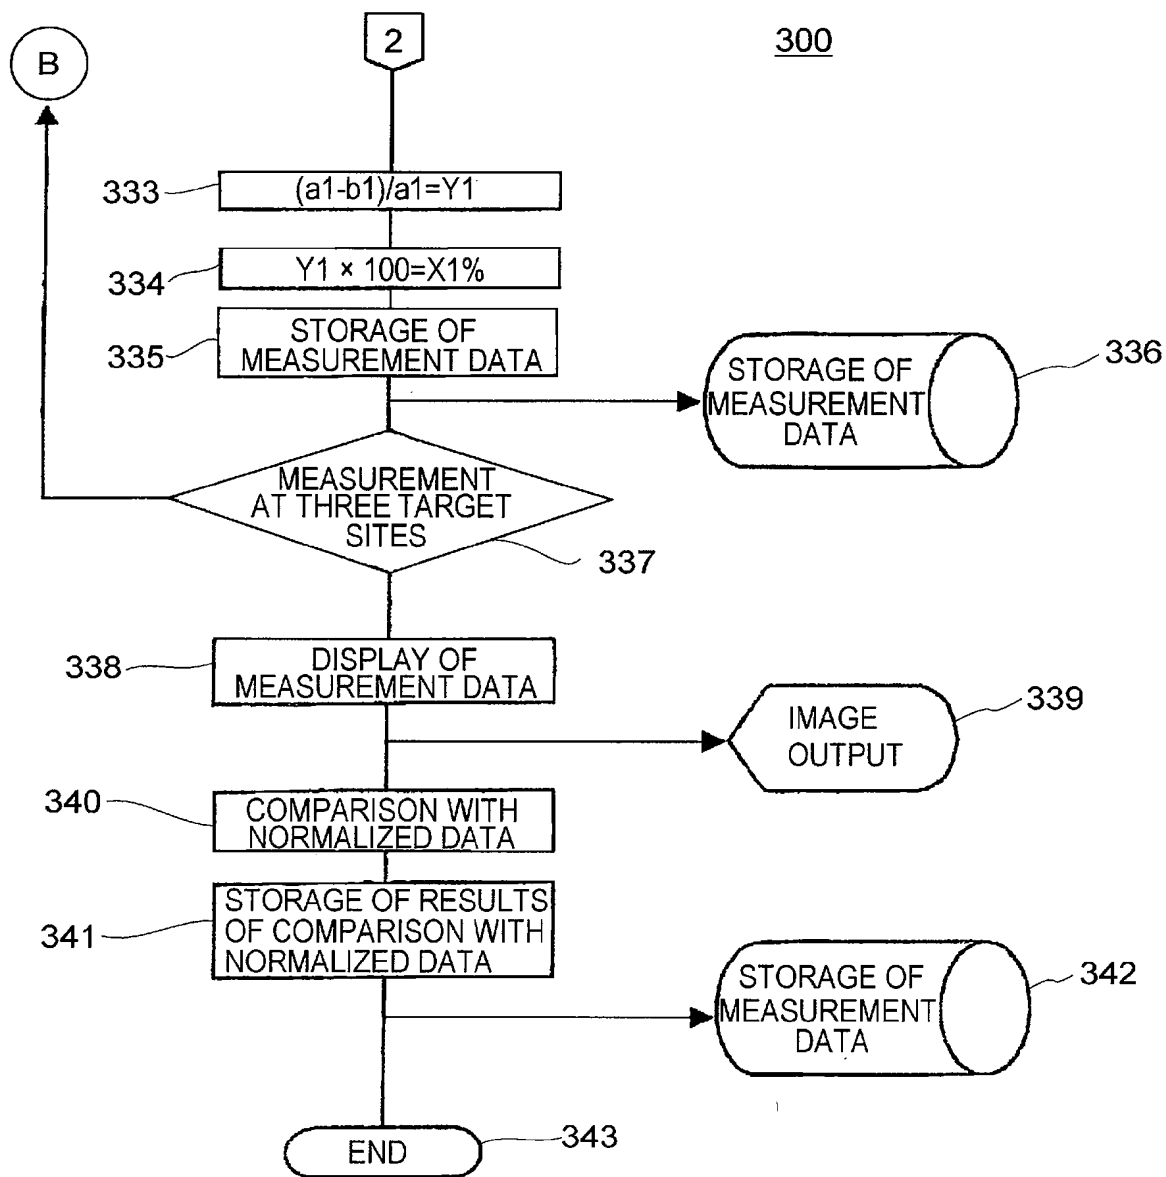 B
2
300
333
(a1-b1)/a1=Y1
334
Y1 × 100=X1%
335
STORAGE OF
MEASUREMENT DATA
336
STORAGE OF
MEASUREMENT
DATA
MEASUREMENT
AT THREE TARGET
SITES
337
338
DISPLAY OF
MEASUREMENT DATA
339
IMAGE
OUTPUT
340
COMPARISON WITH
NORMALIZED DATA
341
STORAGE OF RESULTS
OF COMPARISON WITH
NORMALIZED DATA
342
STORAGE OF
MEASUREMENT
DATA
END
343